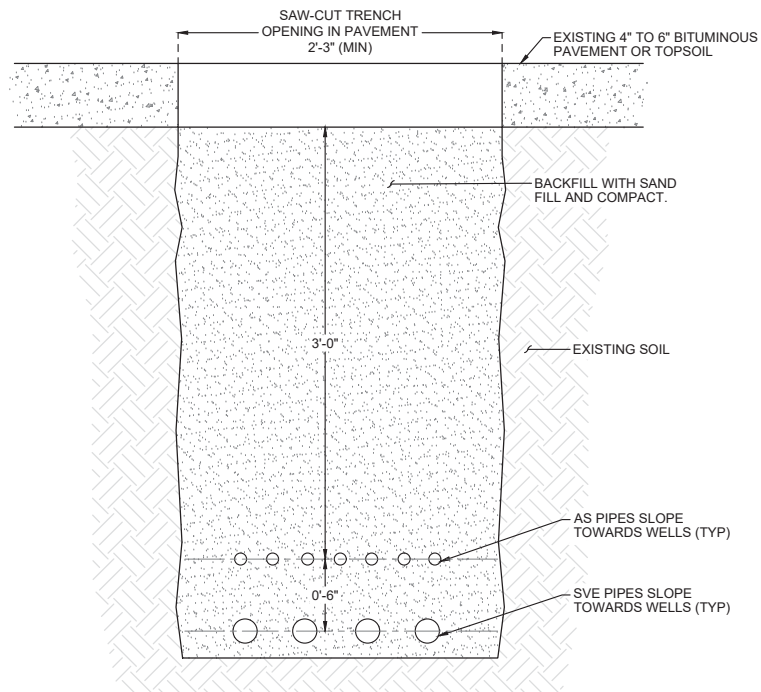 SAW-CUT TRENCH
OPENING IN PAVEMENT
2'-3" (MIN)
EXISTING 4" TO 6" BITUMINOUS
PAVEMENT OR TOPSOIL
BACKFILL WITH SAND
FILL AND COMPACT.
3'-0"
EXISTING SOIL
AS PIPES SLOPE
TOWARDS WELLS (TYP)
0'-6"
SVE PIPES SLOPE
TOWARDS WELLS (TYP)